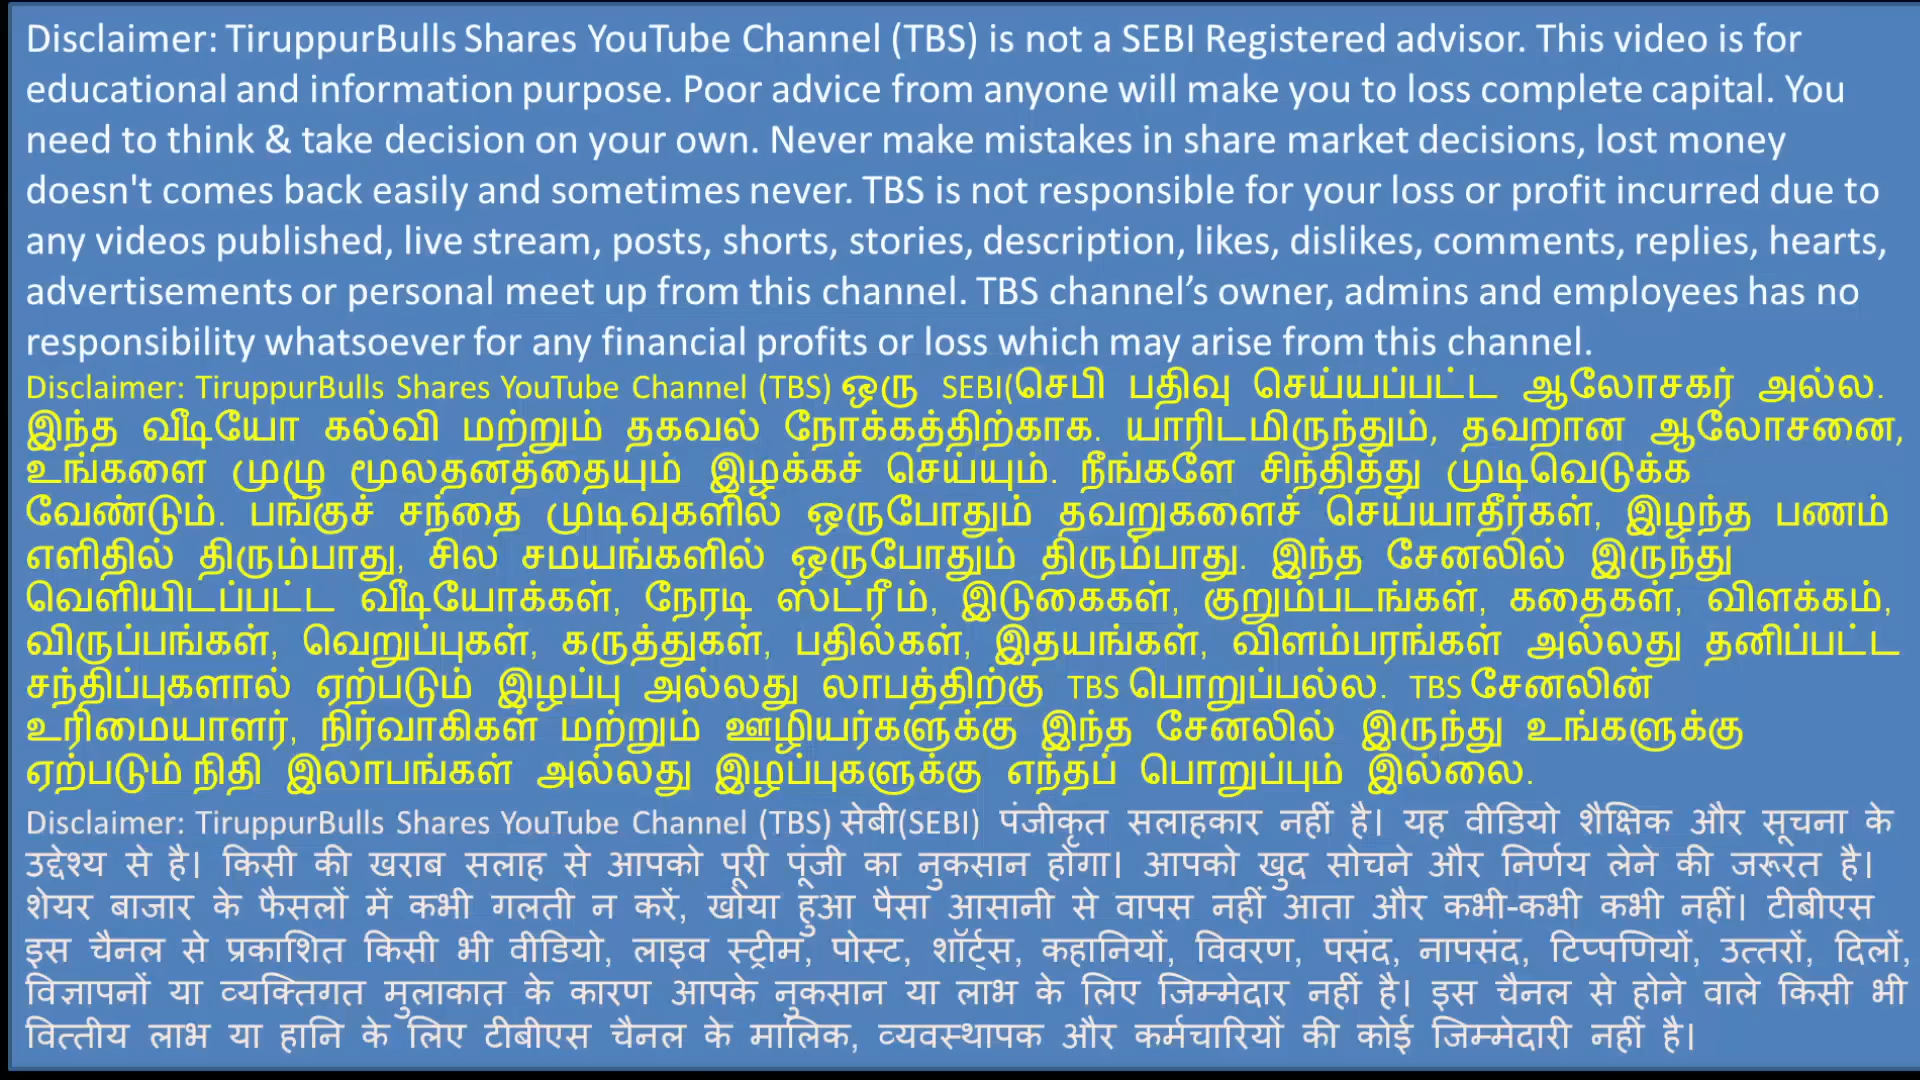 Disclaimer: TiruppurBulls Shares YouTube Channel (TBS) is not a SEBI Registered advisor. This video is for
educational and information purpose. Poor advice from anyone will make you to loss complete capital. You
need to think & take decision on your own. Never make mistakes in share market decisions, lost money
doesn't comes back easily and sometimes never. TBS is not responsible for your loss or profit incurred due to
any videos published, live stream, posts, shorts, stories, description, likes, dislikes, comments, replies, hearts,
advertisements or personal meet up from this channel. TBS channel’s owner, admins and employees has no
responsibility whatsoever for any financial profits or loss which may arise from this channel.
Disclaimer: TiruppurBulls Shares YouTube Channel (TBS) ஒரு SEBI(செபி பதிவு செய்யப்பட்ட ஆலோசகர் அல்ல.
இந்த வீடியோ கல்வி மற்றும் தகவல் நோக்கத்திற்காக. யாரிடமிருந்தும், தவறான ஆலோசனை,
உங்களை முழு மூலதனத்தையும் இழக்கச் செய்யும். நீங்களே சிந்தித்து முடிவெடுக்க
வேண்டும். பங்குச் சந்தை முடிவுகளில் ஒருபோதும் தவறுகளைச் செய்யாதீர்கள், இழந்த பணம்
எளிதில் திரும்பாது, சில சமயங்களில் ஒருபோதும் திரும்பாது. இந்த சேனலில் இருந்து
வெளியிடப்பட்ட வீடியோக்கள், நேரடி ஸ்ட்ரீம், இடுகைகள், குறும்படங்கள், கதைகள், விளக்கம்,
விருப்பங்கள், வெறுப்புகள், கருத்துகள், பதில்கள், இதயங்கள், விளம்பரங்கள் அல்லது தனிப்பட்ட
சந்திப்புகளால் ஏற்படும் இழப்பு அல்லது லாபத்திற்கு TBS பொறுப்பல்ல. TBS சேனலின்
உரிமையாளர், நிர்வாகிகள் மற்றும் ஊழியர்களுக்கு இந்த சேனலில் இருந்து உங்களுக்கு
ஏற்படும் நிதி இலாபங்கள் அல்லது இழப்புகளுக்கு எந்தப் பொறுப்பும் இல்லை.
Disclaimer: TiruppurBulls Shares YouTube Channel (TBS) सेबी(SEBI) पंजीकृत सलाहकार नहीं है। यह वीडियो शैक्षिक और सूचना के
उद्देश्य से है। किसी की खराब सलाह से आपको पूरी पूंजी का नुकसान होगा। आपको खुद सोचने और निर्णय लेने की जरूरत है।
शेयर बाजार के फैसलों में कभी गलती न करें, खोया हुआ पैसा आसानी से वापस नहीं आता और कभी-कभी कभी नहीं। टीबीएस
इस चैनल से प्रकाशित किसी भी वीडियो, लाइव स्ट्रीम, पोस्ट, शॉर्ट्स, कहानियों, विवरण, पसंद, नापसंद, टिप्पणियों, उत्तरों, दिलों,
विज्ञापनों या व्यक्तिगत मुलाकात के कारण आपके नुकसान या लाभ के लिए जिम्मेदार नहीं है। इस चैनल से होने वाले किसी भी
वित्तीय लाभ या हानि के लिए टीबीएस चैनल के मालिक, व्यवस्थापक और कर्मचारियों की कोई जिम्मेदारी नहीं है।